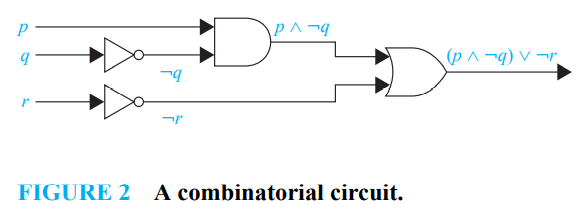 p
p ∧ ¬q
q
¬q
(p ∧ ¬q) ∨ ¬r
r
¬r
FIGURE 2 A combinatorial circuit.